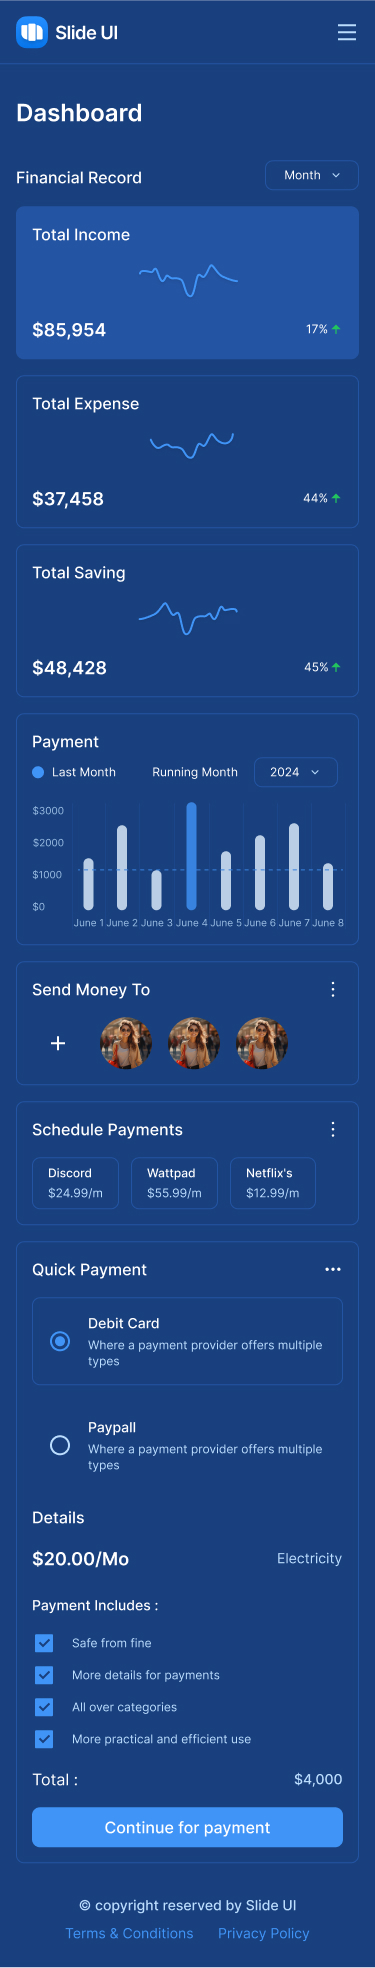 Slide UI
Dashboard
Financial Record
Month
Total Income
$85,954
17%
Total Expense
$37,458
44%
Total Saving
$48,428
45%
Payment
Last Month
Running Month
2024
$3000
$2000
$1000
$0
June 1 June 2 June 3 June 4 June 5 June 6 June 7 June 8
Send Money To
Schedule Payments
Discord
$24.99/m
Wattpad
$55.99/m
Netflix's
$12.99/m
Quick Payment
Debit Card
Where a payment provider offers multiple
types
Paypall
Where a payment provider offers multiple
types
Details
$20.00/Mo
Electricity
Payment Includes :
Safe from fine
More details for payments
All over categories
More practical and efficient use
Total :
$4,000
Continue for payment
© copyright reserved by Slide UI
Terms & Conditions
Privacy Policy